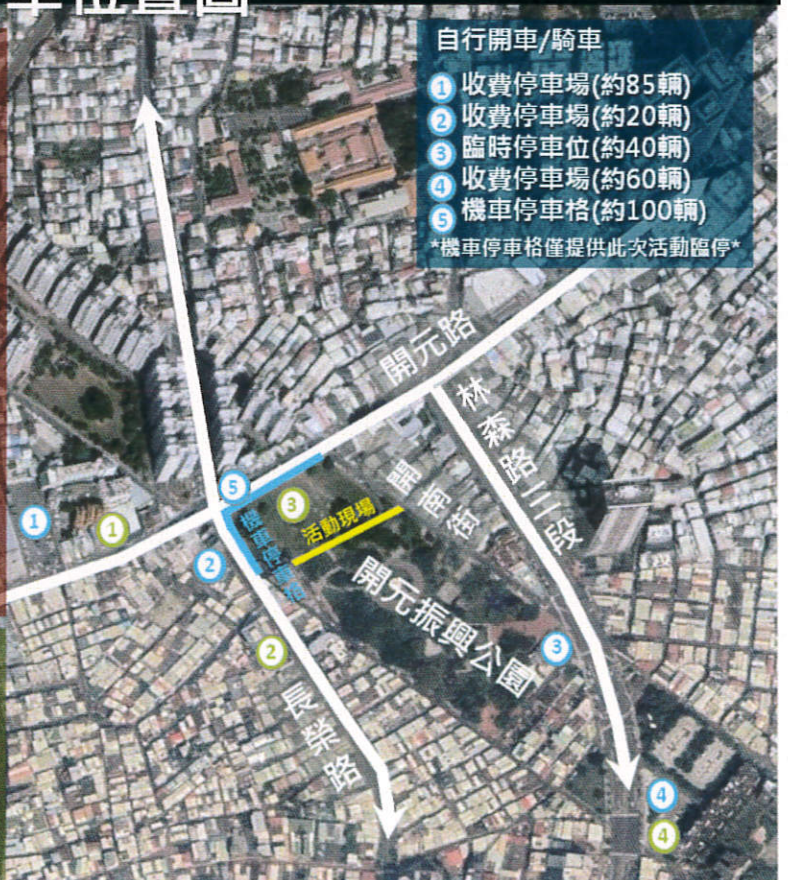 車位置圖
自行開車/騎車
1 收費停車場(約85輛)
2 收費停車場(約20輛)
3 臨時停車位(約40輛)
4 收費停車場(約60輛)
5 機車停車格(約100輛)
*機車停車格僅提供此次活動臨停*
開元路
林森路三段
開南街
5
3
活動現場
機車停車格
1
1
2
開元振興公園
3
2
長榮路
4
4